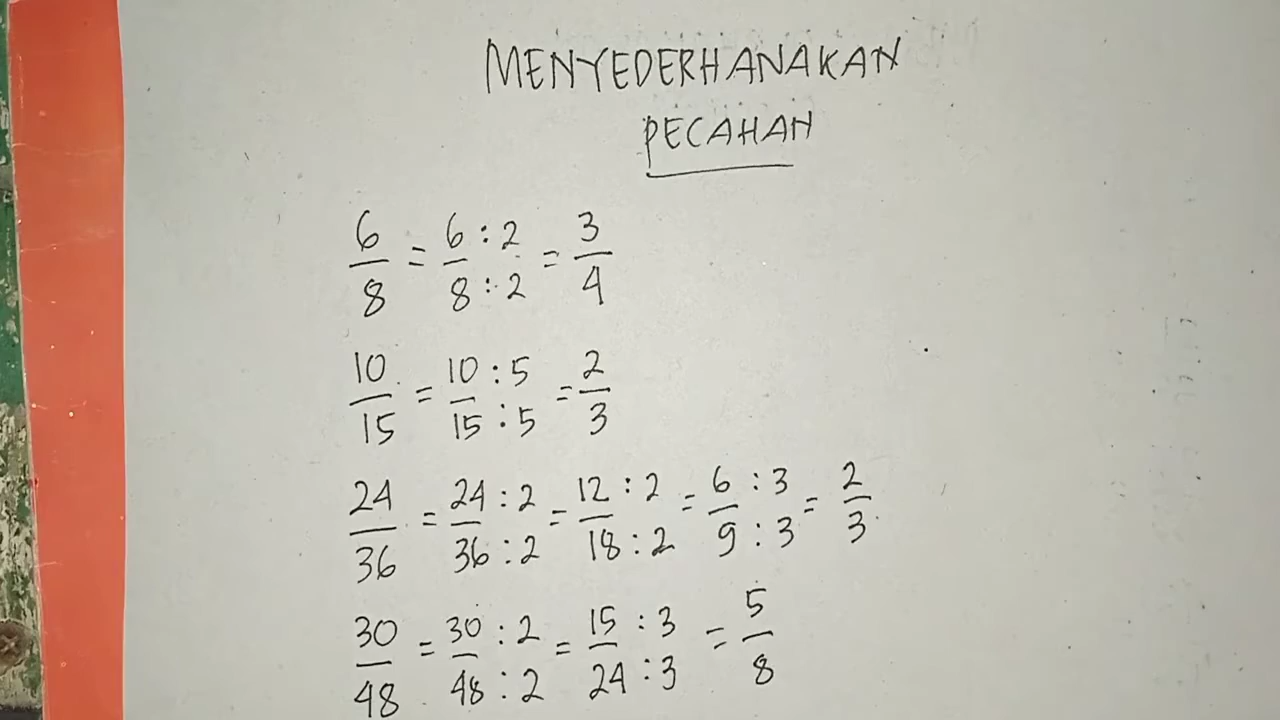 MENYEDERHANAKAN
PECAHAN
6/8 = 6 : 2 / 8 : 2 = 3/4
10/15 = 10 : 5 / 15 : 5 = 2/3
24/36 = 24 : 2 / 36 : 2 = 12 : 2 / 18 : 2 = 6 : 3 / 9 : 3 = 2/3
30/48 = 30 : 2 / 48 : 2 = 15 : 3 / 24 : 3 = 5/8